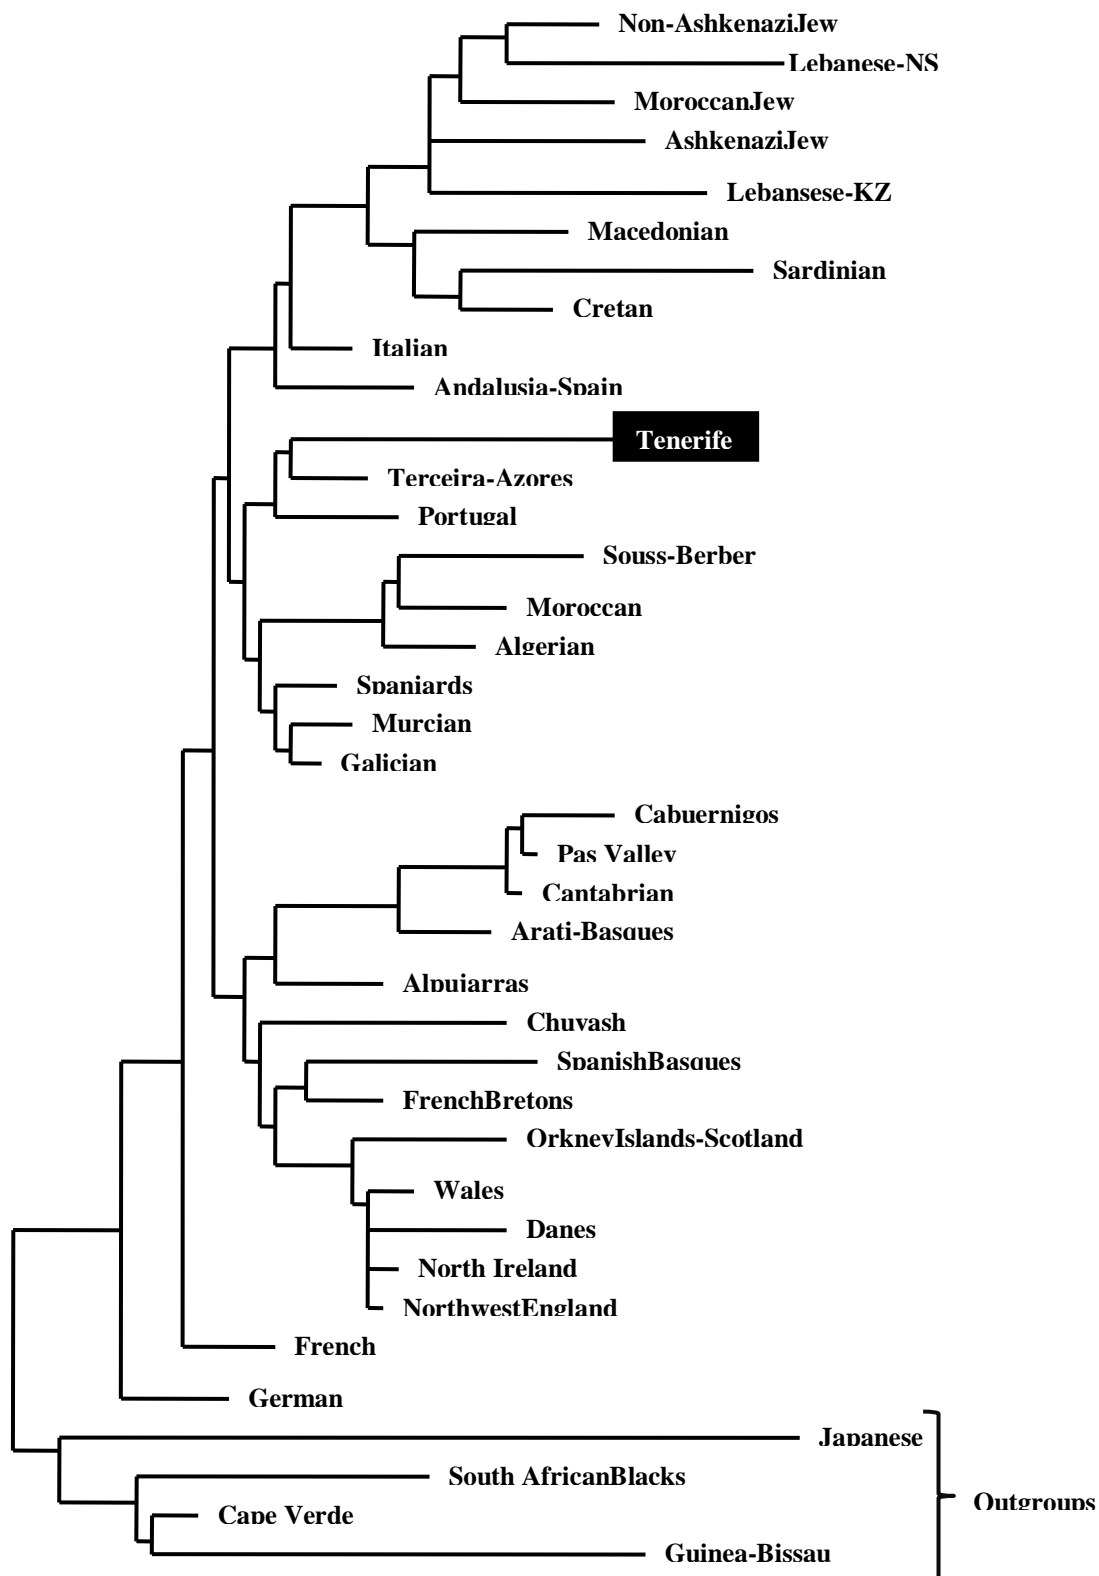 Non-AshkenaziJew
Lebanese-NS
MoroccanJew
AshkenaziJew
Lebansese-KZ
Macedonian
Sardinian
Cretan
Italian
Andalusia-Spain
Tenerife
Terceira-Azores
Portugal
Souss-Berber
Moroccan
Algerian
Spaniards
Murcian
Galician
Cabuernigos
Pas Valley
Cantabrian
Arati-Basques
Alpujarras
Chuvash
SpanishBasques
FrenchBretons
OrkneyIslands-Scotland
Wales
Danes
North Ireland
NorthwestEngland
French
German
Japanese
South AfricanBlacks
Outgroups
Cape Verde
Guinea-Bissau